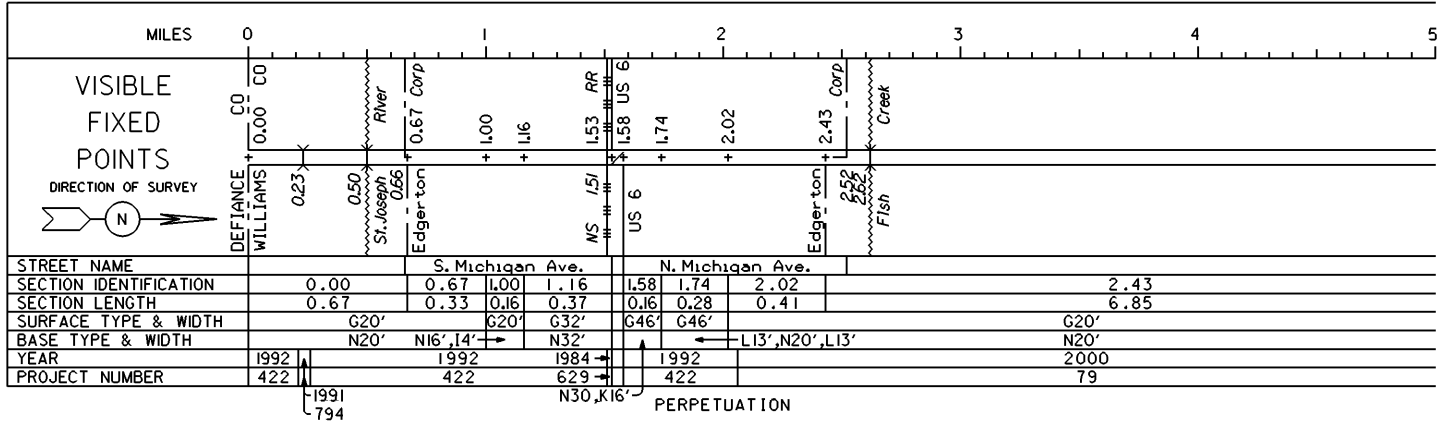 MILES 0 1 2 3 4 5
VISIBLE
FIXED
POINTS
DIRECTION OF SURVEY
N
DEFIANCE CO
WILLIAMS CO
0.00
0.23
0.50
St. Joseph River
0.66
Edgerton Corp
0.67
1.00
1.16
NS RR
1.51
1.53
US 6
US 6
1.58
1.74
2.02
2.43
Edgerton Corp
2.52
2.62
Fish Creek
STREET NAME S. Michigan Ave. N. Michigan Ave.
SECTION IDENTIFICATION 0.00 0.67 1.00 1.16 1.58 1.74 2.02 2.43
SECTION LENGTH 0.67 0.33 0.16 0.37 0.16 0.28 0.41 6.85
SURFACE TYPE & WIDTH G20' G20' G32' G46' G46' G20'
BASE TYPE & WIDTH N20' N16',I4' N32' L13',N20',L13' N20'
YEAR 1992 1992 1984 1992 2000
PROJECT NUMBER 422 422 629 422 79
1991
794
N30,K16'
PERPETUATION